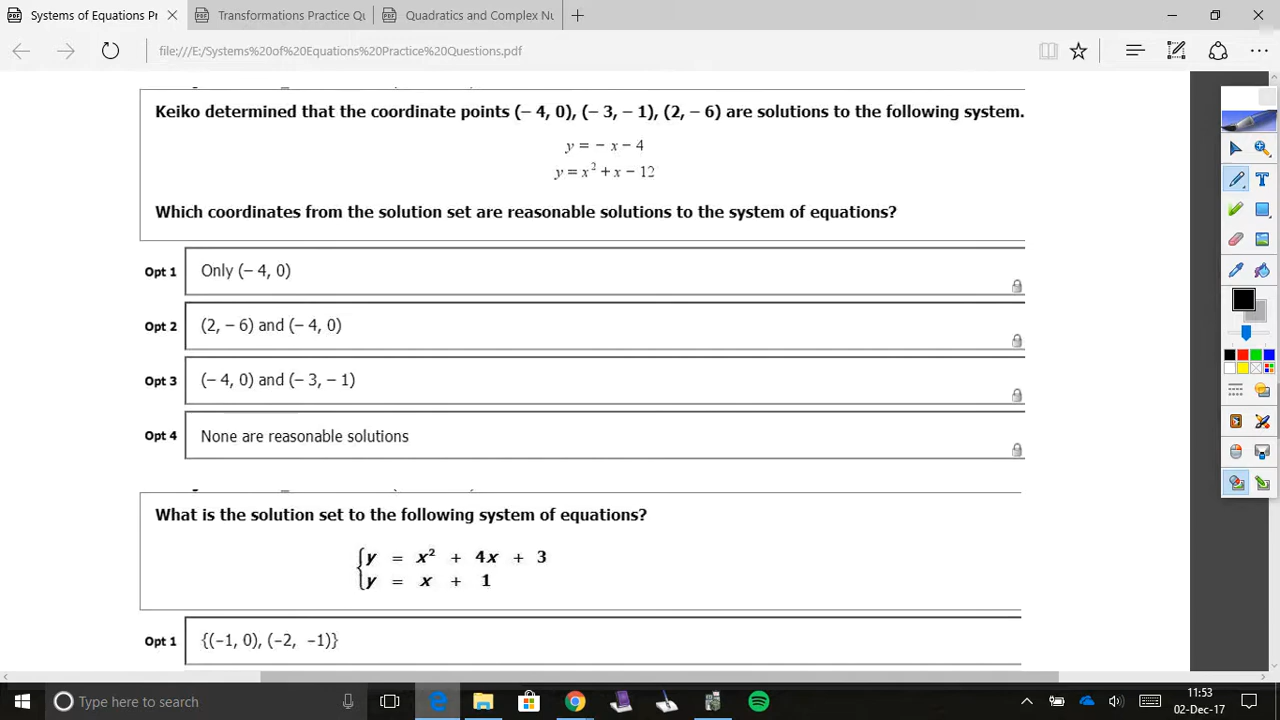 Systems of Equations Pr
Transformations Practice Qu
Quadratics and Complex Nu
file:///E:/Systems%20of%20Equations%20Practice%20Questions.pdf
Keiko determined that the coordinate points (– 4, 0), (– 3, – 1), (2, – 6) are solutions to the following system.
y = – x – 4
y = x² + x – 12
Which coordinates from the solution set are reasonable solutions to the system of equations?
Opt 1 Only (– 4, 0)
Opt 2 (2, – 6) and (– 4, 0)
Opt 3 (– 4, 0) and (– 3, – 1)
Opt 4 None are reasonable solutions
What is the solution set to the following system of equations?
y = x² + 4x + 3
y = x + 1
Opt 1 {(–1, 0), (–2, –1)}
Type here to search
11:53
02-Dec-17